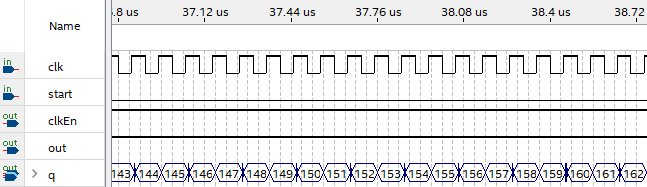 Name
.8 us 37.12 us 37.44 us 37.76 us 38.08 us 38.4 us 38.72
in clk
in start
out clkEn
out out
out > q 143 144 145 146 147 148 149 150 151 152 153 154 155 156 157 158 159 160 161 162